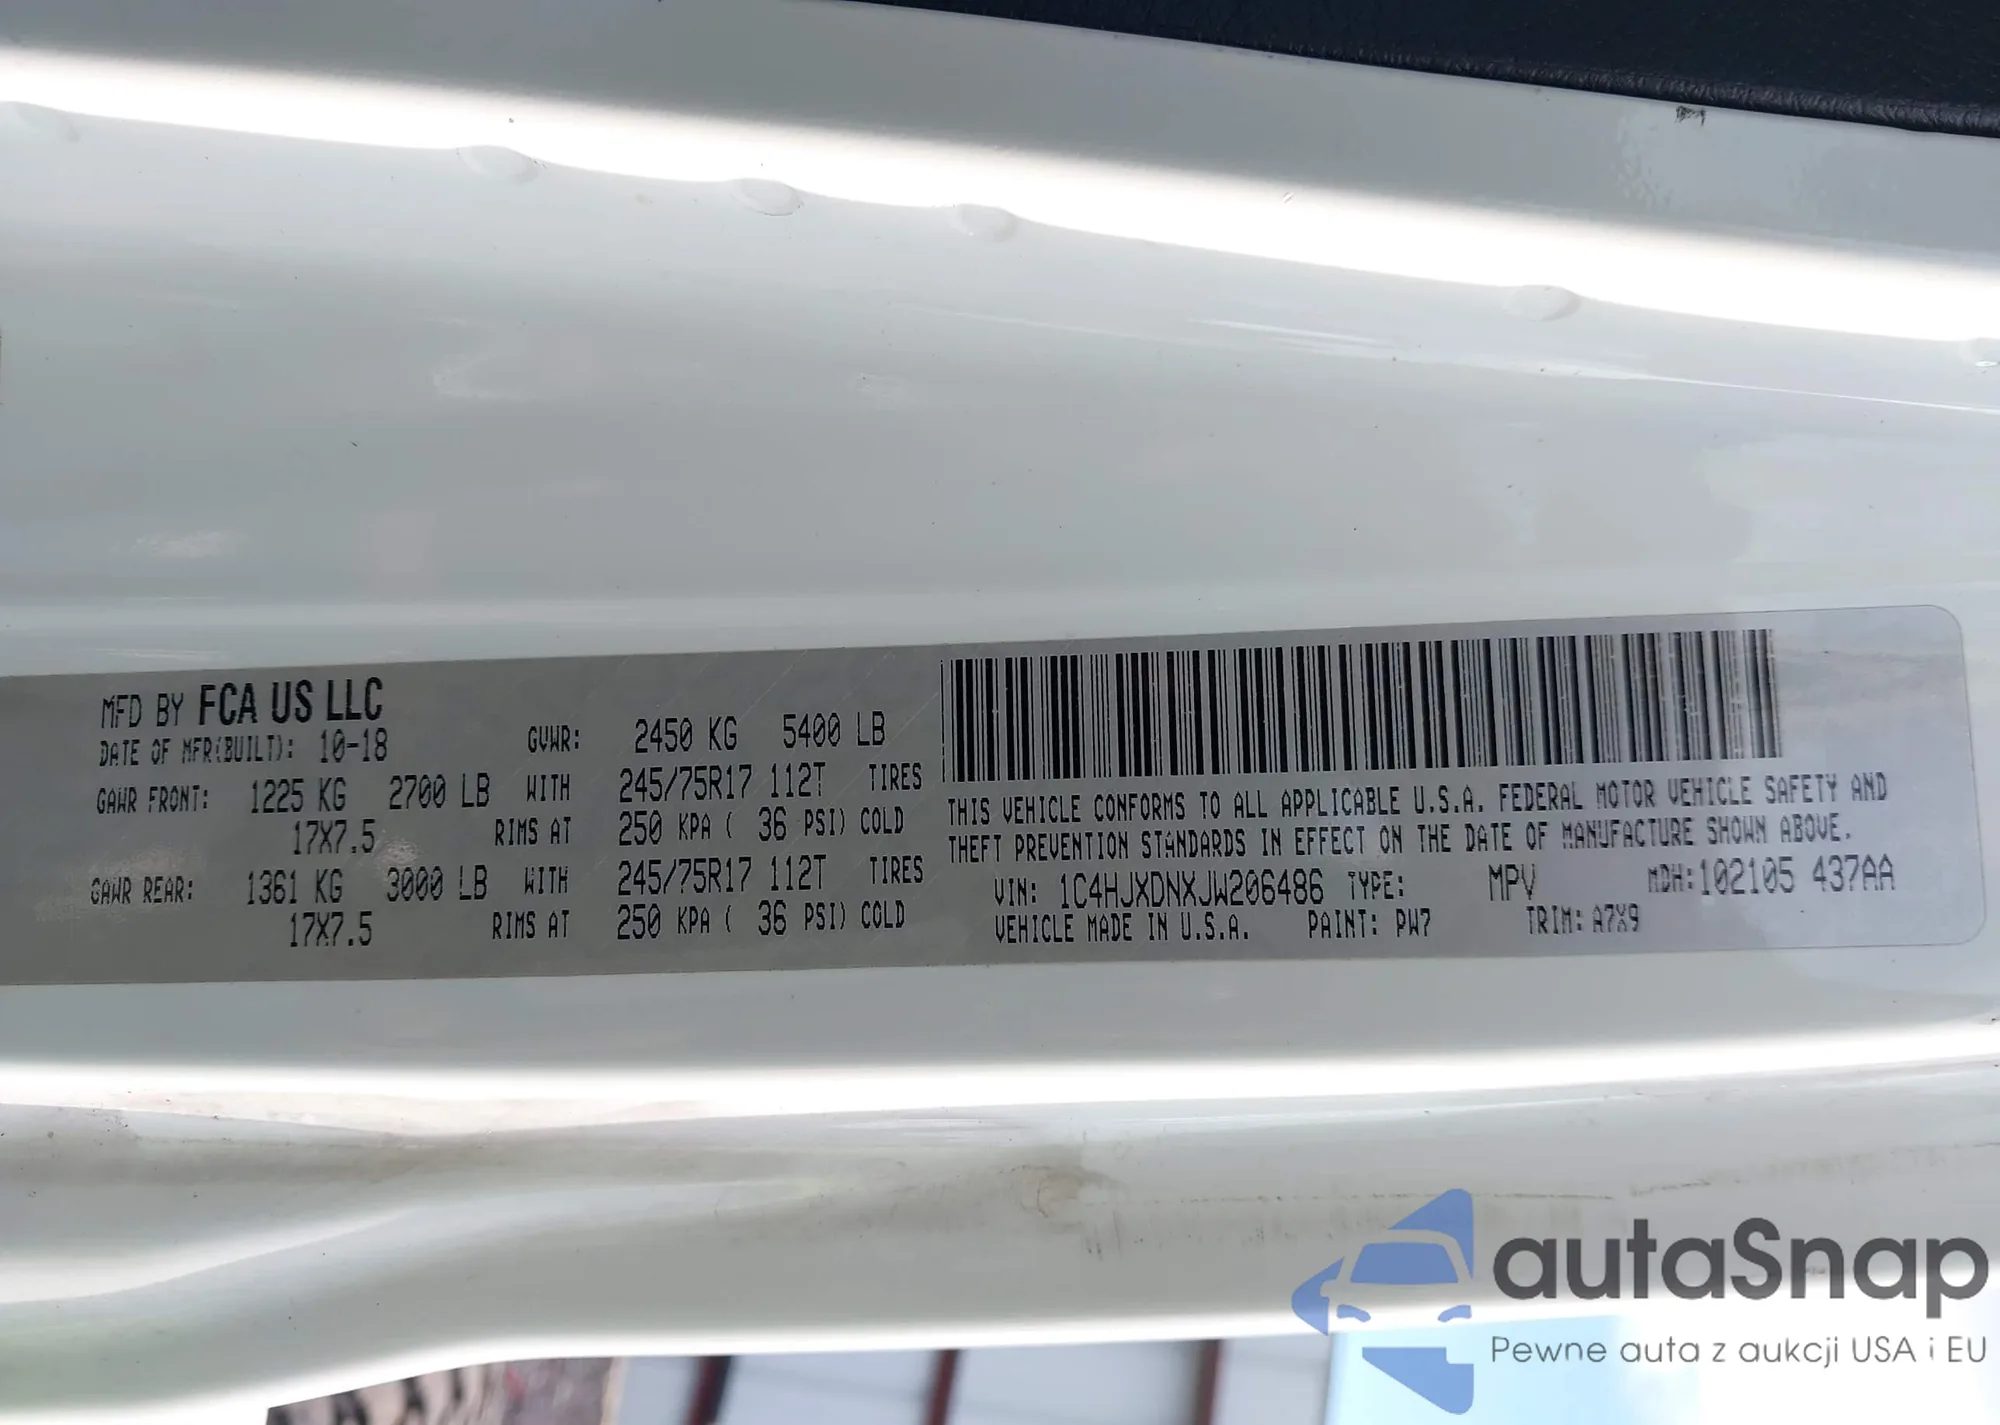 MFD BY FCA US LLC
DATE OF MFR(BUILT): 10-18 GVWR: 2450 KG 5400 LB
GAWR FRONT: 1225 KG 2700 LB WITH 245/75R17 112T TIRES
17X7.5 RIMS AT 250 KPA ( 36 PSI) COLD
GAWR REAR: 1361 KG 3000 LB WITH 245/75R17 112T TIRES
17X7.5 RIMS AT 250 KPA ( 36 PSI) COLD
THIS VEHICLE CONFORMS TO ALL APPLICABLE U.S.A. FEDERAL MOTOR VEHICLE SAFETY AND
THEFT PREVENTION STANDARDS IN EFFECT ON THE DATE OF MANUFACTURE SHOWN ABOVE.
VIN: 1C4HJXDNXJW206486 TYPE: MPV MDH:102105 437AA
VEHICLE MADE IN U.S.A. PAINT: PW7 TRIM: A7X9
autaSnap
Pewne auta z aukcji USA i EU